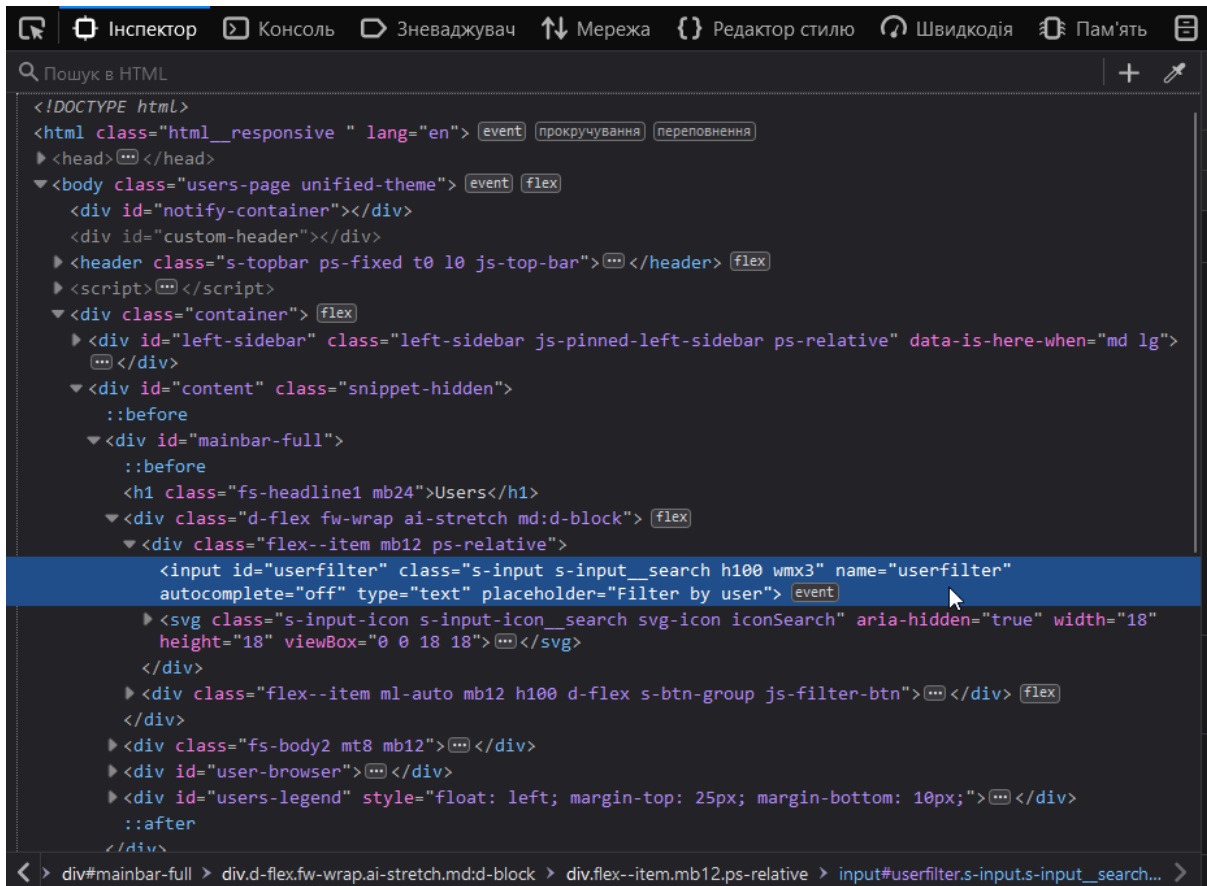 Інспектор Консоль Зневаджувач Мережа Редактор стилю Швидкодія Пам'ять
Пошук в HTML
<!DOCTYPE html>
<html class="html__responsive " lang="en"> event прокручування переповнення
<head>⋯</head>
<body class="users-page unified-theme"> event flex
<div id="notify-container"></div>
<div id="custom-header"></div>
<header class="s-topbar ps-fixed t0 l0 js-top-bar">⋯</header> flex
<script>⋯</script>
<div class="container"> flex
<div id="left-sidebar" class="left-sidebar js-pinned-left-sidebar ps-relative" data-is-here-when="md lg">
⋯</div>
<div id="content" class="snippet-hidden">
::before
<div id="mainbar-full">
::before
<h1 class="fs-headline1 mb24">Users</h1>
<div class="d-flex fw-wrap ai-stretch md:d-block"> flex
<div class="flex--item mb12 ps-relative">
<input id="userfilter" class="s-input s-input__search h100 wmx3" name="userfilter"
autocomplete="off" type="text" placeholder="Filter by user"> event
<svg class="s-input-icon s-input-icon__search svg-icon iconSearch" aria-hidden="true" width="18"
height="18" viewBox="0 0 18 18">⋯</svg>
</div>
<div class="flex--item ml-auto mb12 h100 d-flex s-btn-group js-filter-btn">⋯</div> flex
</div>
<div class="fs-body2 mt8 mb12">⋯</div>
<div id="user-browser">⋯</div>
<div id="users-legend" style="float: left; margin-top: 25px; margin-bottom: 10px;">⋯</div>
::after
</div>
div#mainbar-full > div.d-flex.fw-wrap.ai-stretch.md:d-block > div.flex--item.mb12.ps-relative > input#userfilter.s-input.s-input__search...